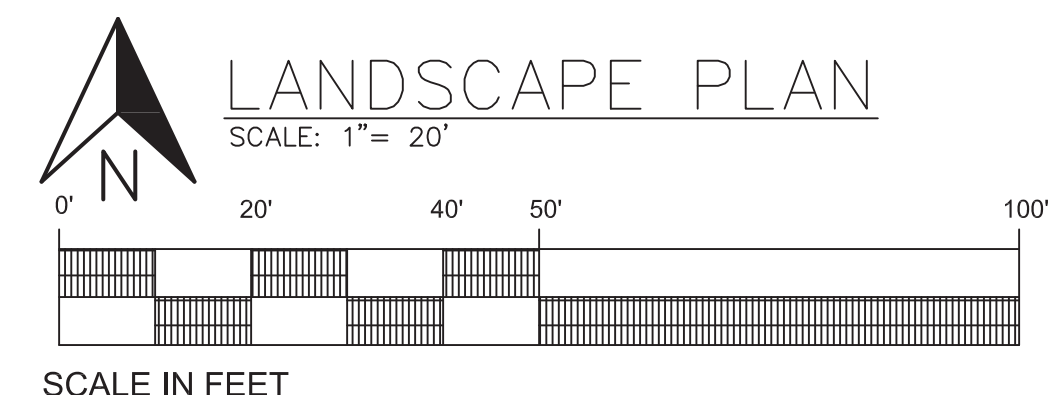 LANDSCAPE PLAN
SCALE: 1”= 20’
N
0' 20' 40' 50' 100'
SCALE IN FEET